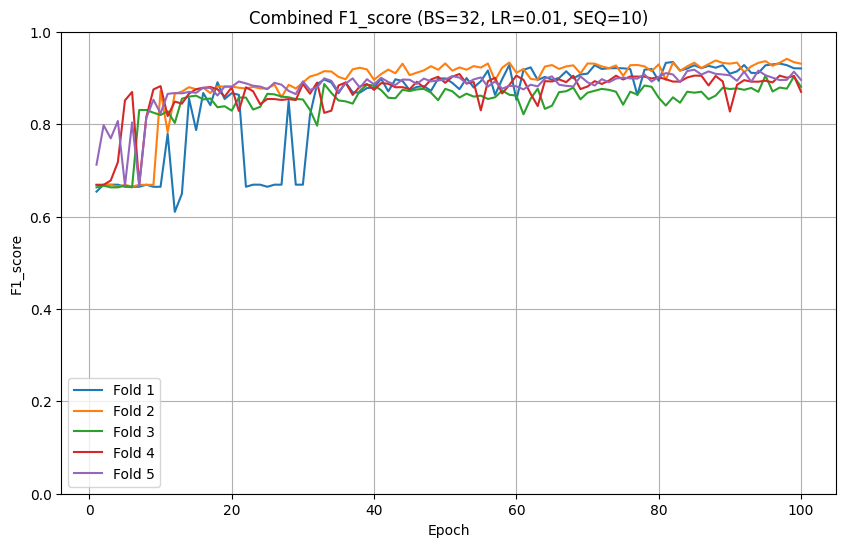 Combined F1_score (BS=32, LR=0.01, SEQ=10)
F1_score
1.0
0.8
0.6
0.4
0.2
0.0
Fold 1
Fold 2
Fold 3
Fold 4
Fold 5
0 20 40 60 80 100
Epoch